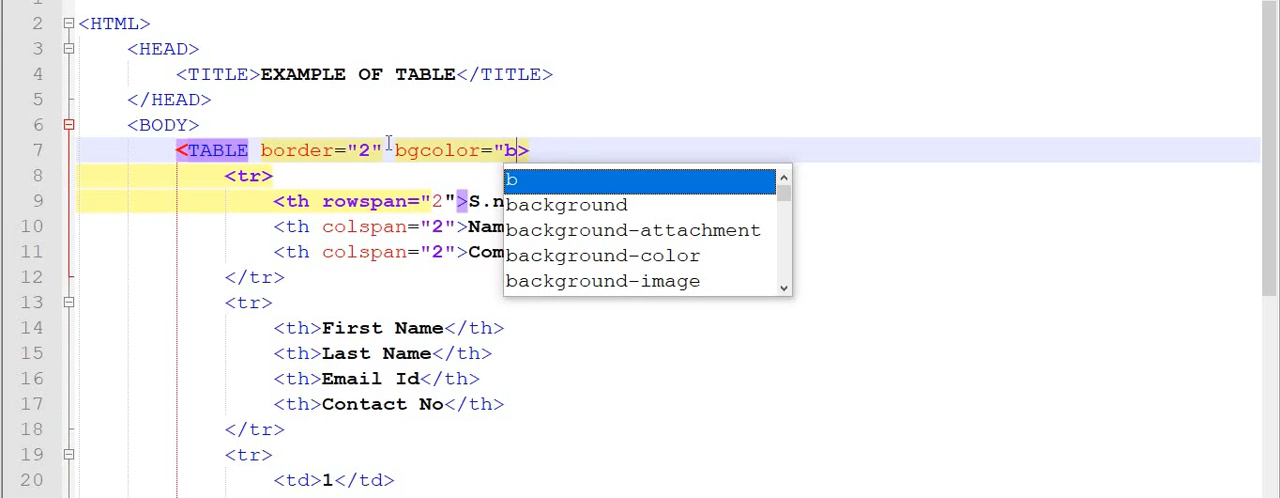 2 <HTML>
3 <HEAD>
4 <TITLE>EXAMPLE OF TABLE</TITLE>
5 </HEAD>
6 <BODY>
7 <TABLE border="2" bgcolor="b>
8 <tr>
9 <th rowspan="2">S.n
10 <th colspan="2">Nam
11 <th colspan="2">Com
12 </tr>
13 <tr>
14 <th>First Name</th>
15 <th>Last Name</th>
16 <th>Email Id</th>
17 <th>Contact No</th>
18 </tr>
19 <tr>
20 <td>1</td>
b
background
background-attachment
background-color
background-image